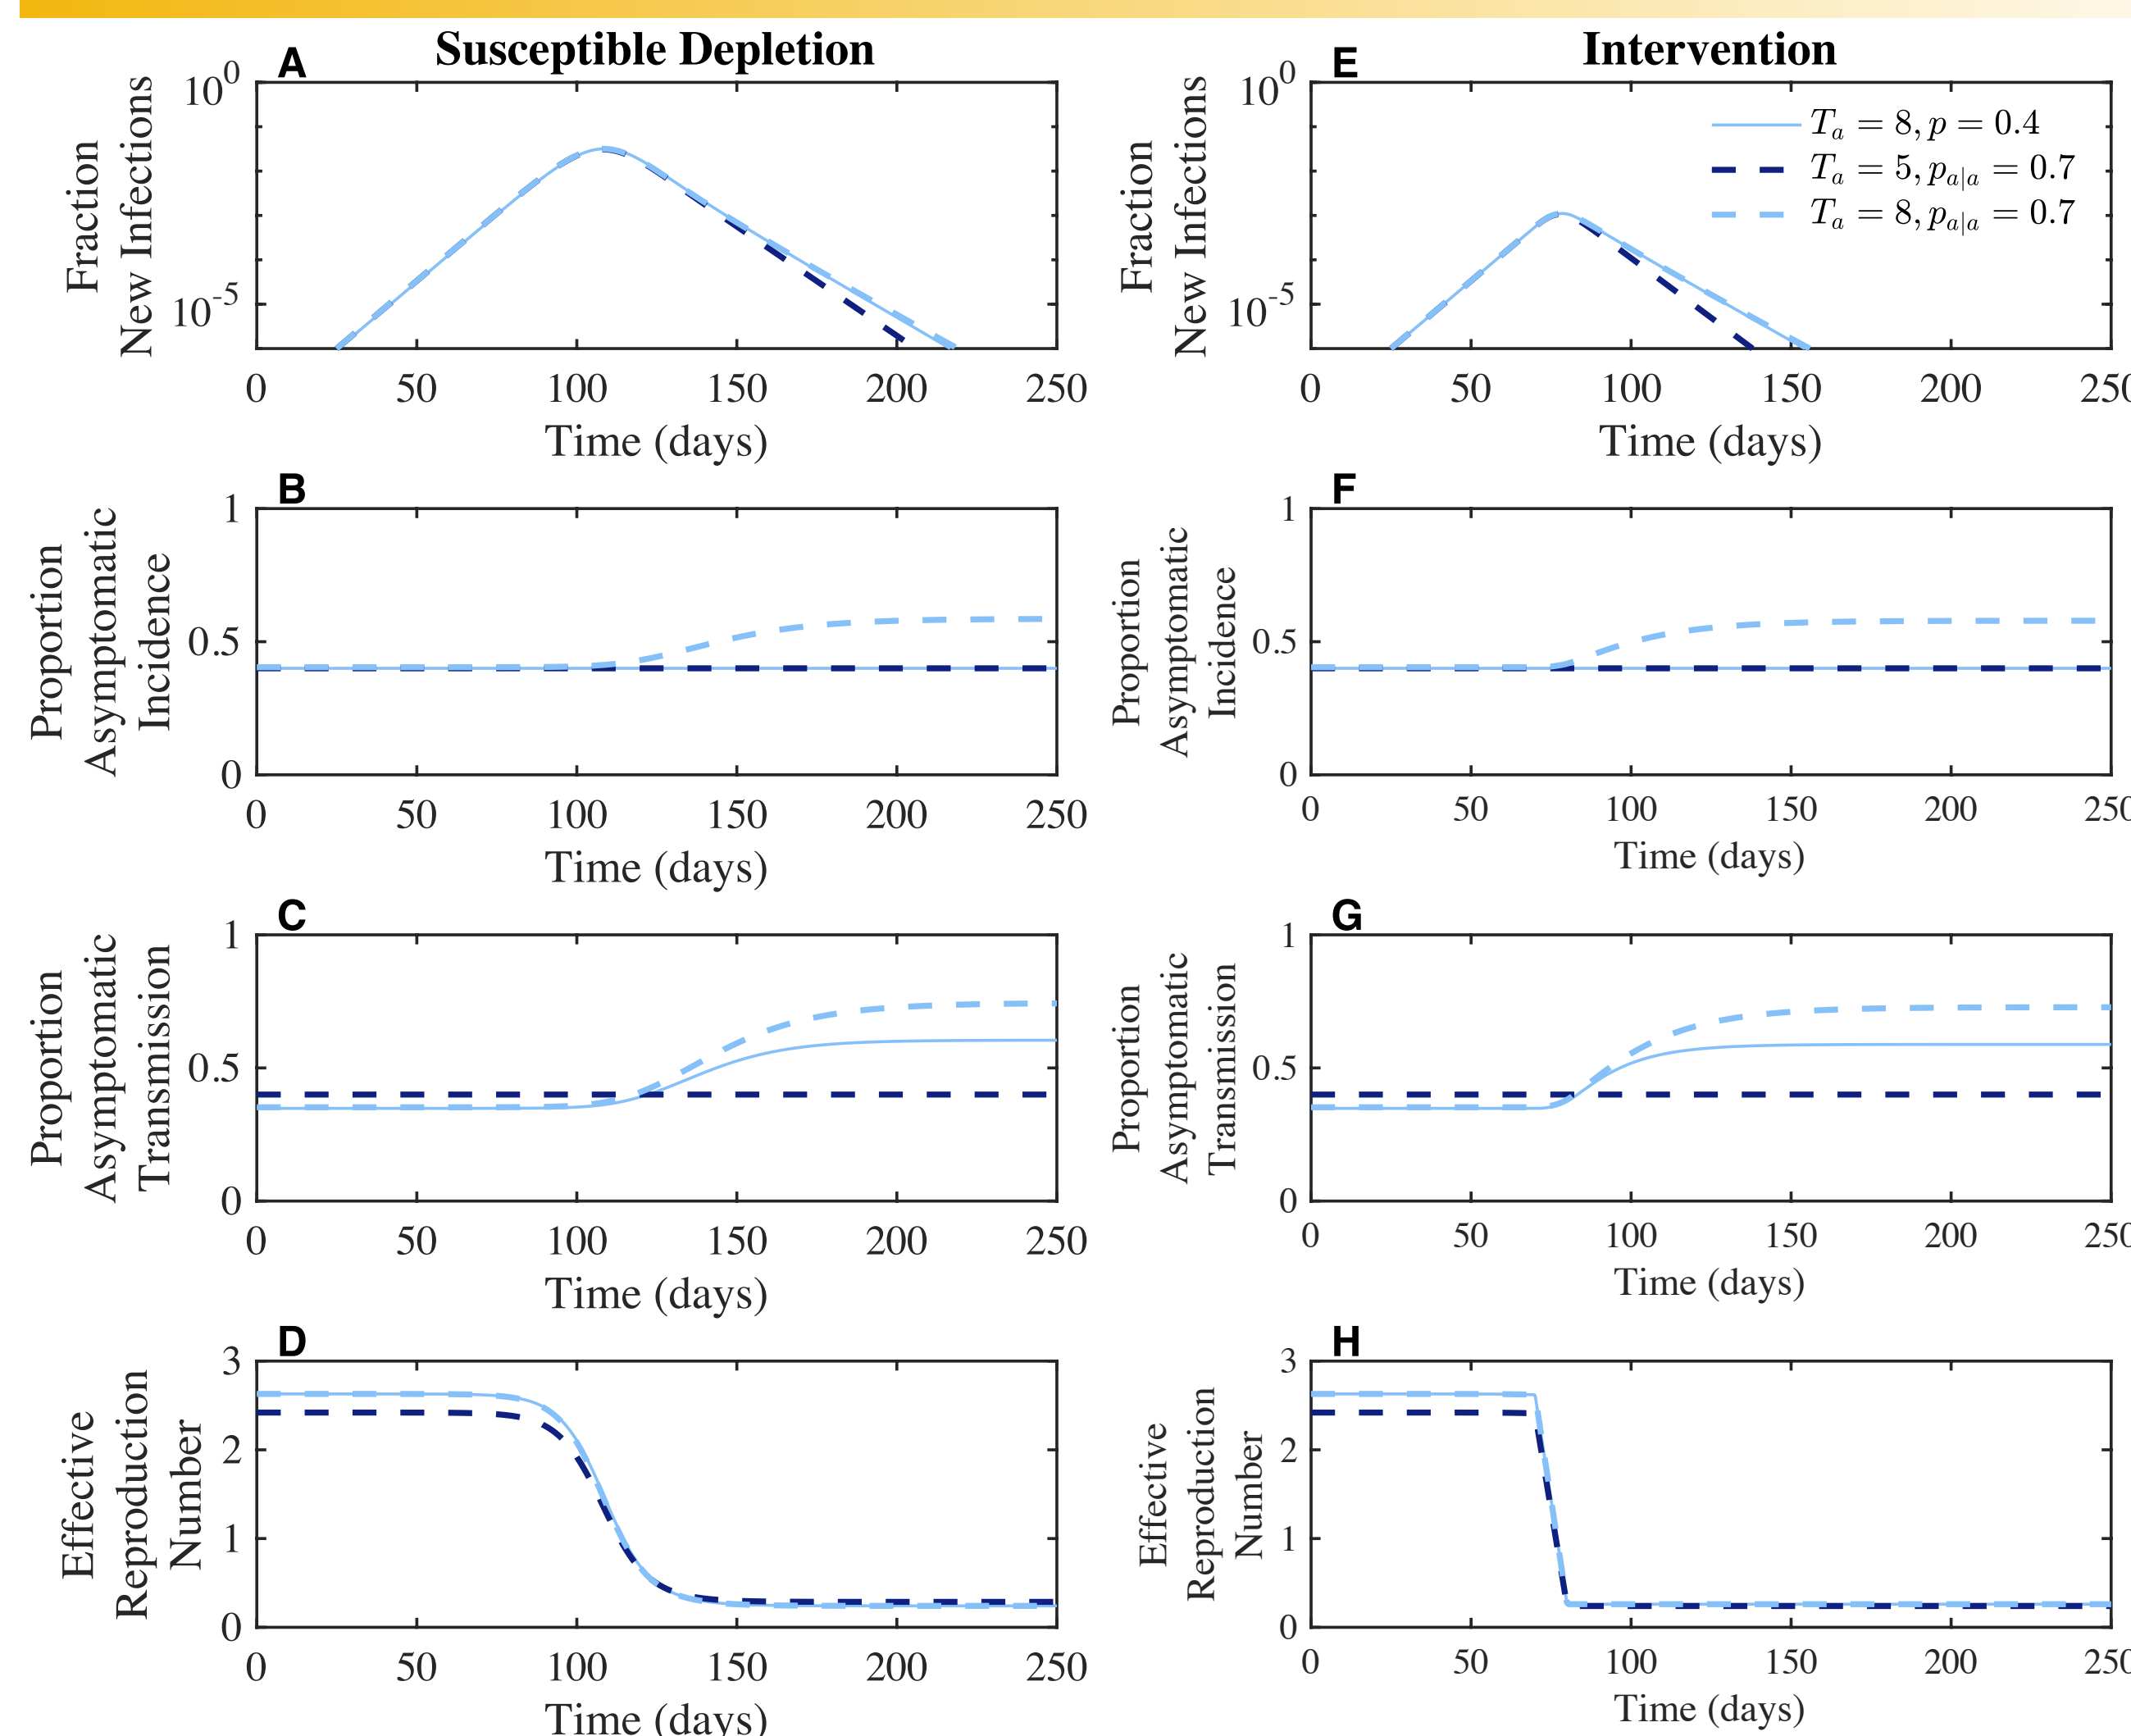 Susceptible Depletion
A
10^0
10^-5
Fraction
New Infections
0 50 100 150 200 250
Time (days)
B
1
0.5
0
Proportion
Asymptomatic
Incidence
0 50 100 150 200 250
Time (days)
C
1
0.5
0
Proportion
Asymptomatic
Transmission
0 50 100 150 200 250
Time (days)
D
3
2
1
0
Effective
Reproduction
Number
0 50 100 150 200 250
Time (days)
Intervention
E
10^0
10^-5
Fraction
New Infections
T_a = 8, p = 0.4
T_a = 5, p_{a|a} = 0.7
T_a = 8, p_{a|a} = 0.7
0 50 100 150 200 250
Time (days)
F
1
0.5
0
Proportion
Asymptomatic
Incidence
0 50 100 150 200 250
Time (days)
G
1
0.5
0
Proportion
Asymptomatic
Transmission
0 50 100 150 200 250
Time (days)
H
3
2
1
0
Effective
Reproduction
Number
0 50 100 150 200 250
Time (days)